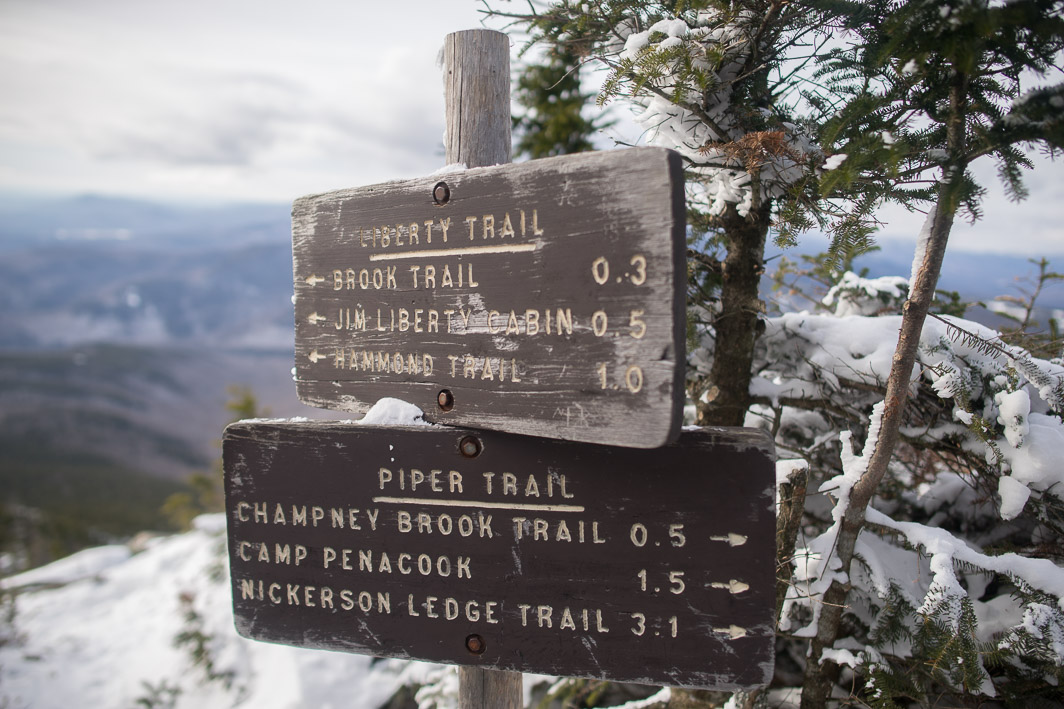 LIBERTY TRAIL
← BROOK TRAIL 0.3
← JIM LIBERTY CABIN 0.5
← HAMMOND TRAIL 1.0
PIPER TRAIL
CHAMPNEY BROOK TRAIL 0.5 →
CAMP PENACOOK 1.5 →
NICKERSON LEDGE TRAIL 3.1 →